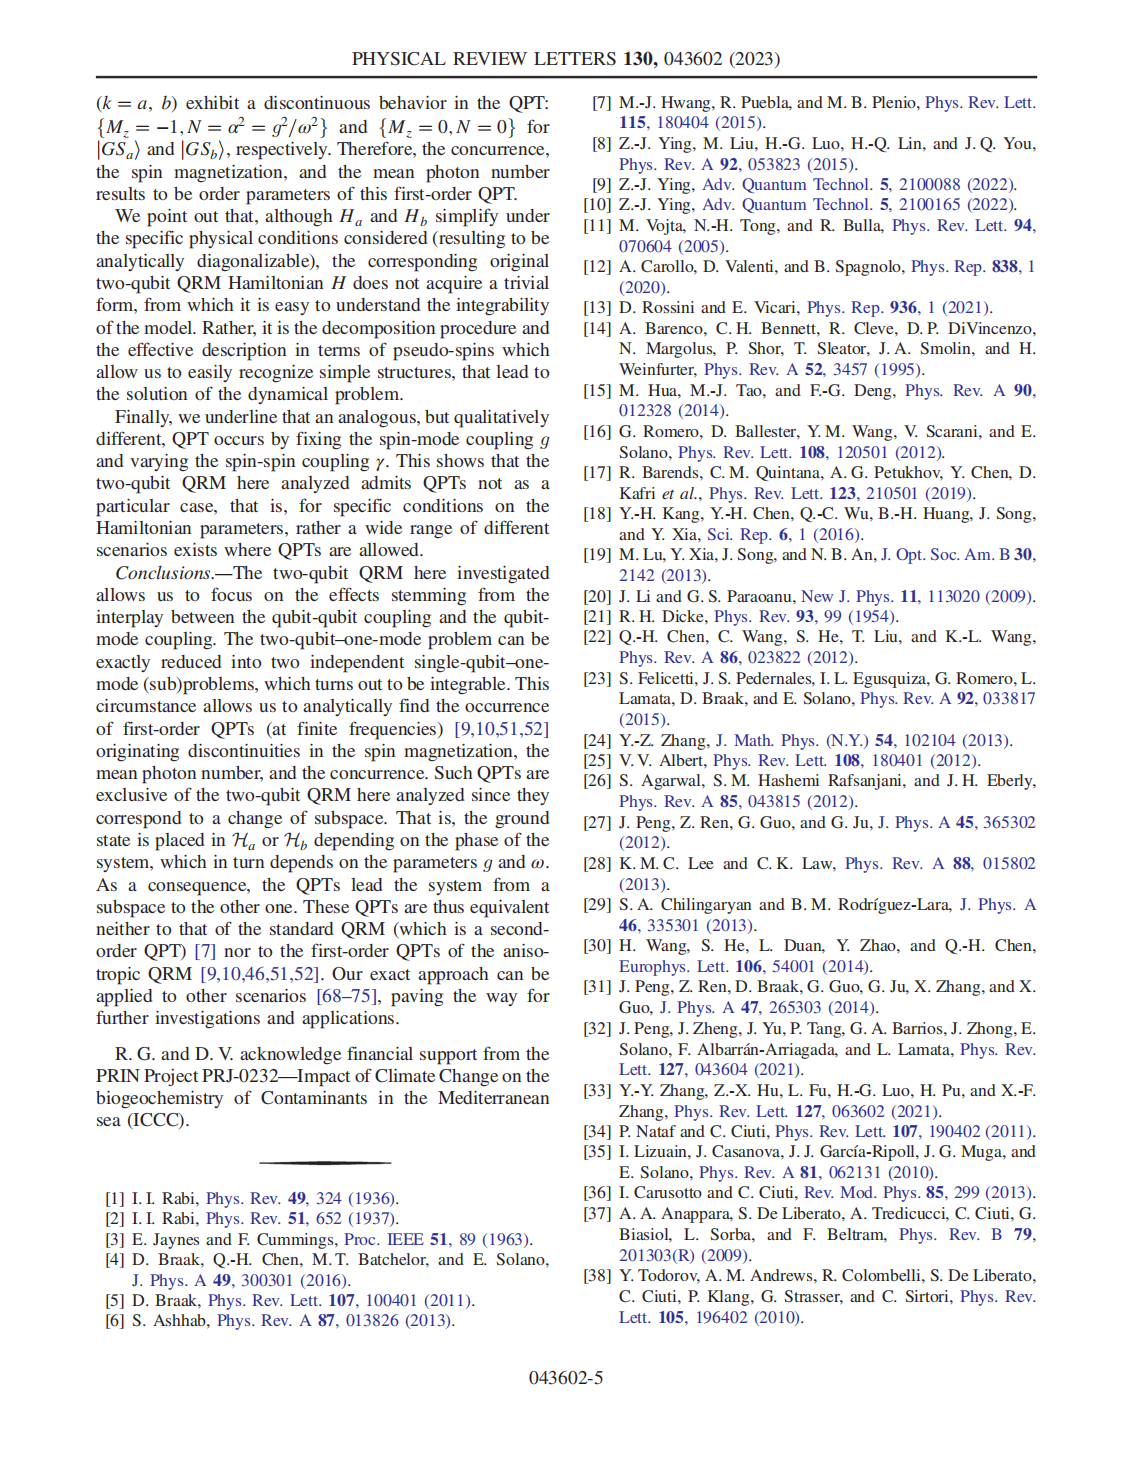 PHYSICAL REVIEW LETTERS 130, 043602 (2023)
(k = a, b) exhibit a discontinuous behavior in the QPT:
{M_z = −1, N = α² = g²/ω²} and {M_z = 0, N = 0} for
|GS_a⟩ and |GS_b⟩, respectively. Therefore, the concurrence,
the spin magnetization, and the mean photon number
results to be order parameters of this first-order QPT.
We point out that, although H_a and H_b simplify under
the specific physical conditions considered (resulting to be
analytically diagonalizable), the corresponding original
two-qubit QRM Hamiltonian H does not acquire a trivial
form, from which it is easy to understand the integrability
of the model. Rather, it is the decomposition procedure and
the effective description in terms of pseudo-spins which
allow us to easily recognize simple structures, that lead to
the solution of the dynamical problem.
Finally, we underline that an analogous, but qualitatively
different, QPT occurs by fixing the spin-mode coupling g
and varying the spin-spin coupling γ. This shows that the
two-qubit QRM here analyzed admits QPTs not as a
particular case, that is, for specific conditions on the
Hamiltonian parameters, rather a wide range of different
scenarios exists where QPTs are allowed.
Conclusions.—The two-qubit QRM here investigated
allows us to focus on the effects stemming from the
interplay between the qubit-qubit coupling and the qubit-
mode coupling. The two-qubit–one-mode problem can be
exactly reduced into two independent single-qubit–one-
mode (sub)problems, which turns out to be integrable. This
circumstance allows us to analytically find the occurrence
of first-order QPTs (at finite frequencies) [9,10,51,52]
originating discontinuities in the spin magnetization, the
mean photon number, and the concurrence. Such QPTs are
exclusive of the two-qubit QRM here analyzed since they
correspond to a change of subspace. That is, the ground
state is placed in ℋ_a or ℋ_b depending on the phase of the
system, which in turn depends on the parameters g and ω.
As a consequence, the QPTs lead the system from a
subspace to the other one. These QPTs are thus equivalent
neither to that of the standard QRM (which is a second-
order QPT) [7] nor to the first-order QPTs of the aniso-
tropic QRM [9,10,46,51,52]. Our exact approach can be
applied to other scenarios [68–75], paving the way for
further investigations and applications.
R. G. and D. V. acknowledge financial support from the
PRIN Project PRJ-0232—Impact of Climate Change on the
biogeochemistry of Contaminants in the Mediterranean
sea (ICCC).
[1] I. I. Rabi, Phys. Rev. 49, 324 (1936).
[2] I. I. Rabi, Phys. Rev. 51, 652 (1937).
[3] E. Jaynes and F. Cummings, Proc. IEEE 51, 89 (1963).
[4] D. Braak, Q.-H. Chen, M. T. Batchelor, and E. Solano,
J. Phys. A 49, 300301 (2016).
[5] D. Braak, Phys. Rev. Lett. 107, 100401 (2011).
[6] S. Ashhab, Phys. Rev. A 87, 013826 (2013).
[7] M.-J. Hwang, R. Puebla, and M. B. Plenio, Phys. Rev. Lett.
115, 180404 (2015).
[8] Z.-J. Ying, M. Liu, H.-G. Luo, H.-Q. Lin, and J. Q. You,
Phys. Rev. A 92, 053823 (2015).
[9] Z.-J. Ying, Adv. Quantum Technol. 5, 2100088 (2022).
[10] Z.-J. Ying, Adv. Quantum Technol. 5, 2100165 (2022).
[11] M. Vojta, N.-H. Tong, and R. Bulla, Phys. Rev. Lett. 94,
070604 (2005).
[12] A. Carollo, D. Valenti, and B. Spagnolo, Phys. Rep. 838, 1
(2020).
[13] D. Rossini and E. Vicari, Phys. Rep. 936, 1 (2021).
[14] A. Barenco, C. H. Bennett, R. Cleve, D. P. DiVincenzo,
N. Margolus, P. Shor, T. Sleator, J. A. Smolin, and H.
Weinfurter, Phys. Rev. A 52, 3457 (1995).
[15] M. Hua, M.-J. Tao, and F.-G. Deng, Phys. Rev. A 90,
012328 (2014).
[16] G. Romero, D. Ballester, Y. M. Wang, V. Scarani, and E.
Solano, Phys. Rev. Lett. 108, 120501 (2012).
[17] R. Barends, C. M. Quintana, A. G. Petukhov, Y. Chen, D.
Kafri et al., Phys. Rev. Lett. 123, 210501 (2019).
[18] Y.-H. Kang, Y.-H. Chen, Q.-C. Wu, B.-H. Huang, J. Song,
and Y. Xia, Sci. Rep. 6, 1 (2016).
[19] M. Lu, Y. Xia, J. Song, and N. B. An, J. Opt. Soc. Am. B 30,
2142 (2013).
[20] J. Li and G. S. Paraoanu, New J. Phys. 11, 113020 (2009).
[21] R. H. Dicke, Phys. Rev. 93, 99 (1954).
[22] Q.-H. Chen, C. Wang, S. He, T. Liu, and K.-L. Wang,
Phys. Rev. A 86, 023822 (2012).
[23] S. Felicetti, J. S. Pedernales, I. L. Egusquiza, G. Romero, L.
Lamata, D. Braak, and E. Solano, Phys. Rev. A 92, 033817
(2015).
[24] Y.-Z. Zhang, J. Math. Phys. (N.Y.) 54, 102104 (2013).
[25] V. V. Albert, Phys. Rev. Lett. 108, 180401 (2012).
[26] S. Agarwal, S. M. Hashemi Rafsanjani, and J. H. Eberly,
Phys. Rev. A 85, 043815 (2012).
[27] J. Peng, Z. Ren, G. Guo, and G. Ju, J. Phys. A 45, 365302
(2012).
[28] K. M. C. Lee and C. K. Law, Phys. Rev. A 88, 015802
(2013).
[29] S. A. Chilingaryan and B. M. Rodríguez-Lara, J. Phys. A
46, 335301 (2013).
[30] H. Wang, S. He, L. Duan, Y. Zhao, and Q.-H. Chen,
Europhys. Lett. 106, 54001 (2014).
[31] J. Peng, Z. Ren, D. Braak, G. Guo, G. Ju, X. Zhang, and X.
Guo, J. Phys. A 47, 265303 (2014).
[32] J. Peng, J. Zheng, J. Yu, P. Tang, G. A. Barrios, J. Zhong, E.
Solano, F. Albarrán-Arriagada, and L. Lamata, Phys. Rev.
Lett. 127, 043604 (2021).
[33] Y.-Y. Zhang, Z.-X. Hu, L. Fu, H.-G. Luo, H. Pu, and X.-F.
Zhang, Phys. Rev. Lett. 127, 063602 (2021).
[34] P. Nataf and C. Ciuti, Phys. Rev. Lett. 107, 190402 (2011).
[35] I. Lizuain, J. Casanova, J. J. García-Ripoll, J. G. Muga, and
E. Solano, Phys. Rev. A 81, 062131 (2010).
[36] I. Carusotto and C. Ciuti, Rev. Mod. Phys. 85, 299 (2013).
[37] A. A. Anappara, S. De Liberato, A. Tredicucci, C. Ciuti, G.
Biasiol, L. Sorba, and F. Beltram, Phys. Rev. B 79,
201303(R) (2009).
[38] Y. Todorov, A. M. Andrews, R. Colombelli, S. De Liberato,
C. Ciuti, P. Klang, G. Strasser, and C. Sirtori, Phys. Rev.
Lett. 105, 196402 (2010).
043602-5